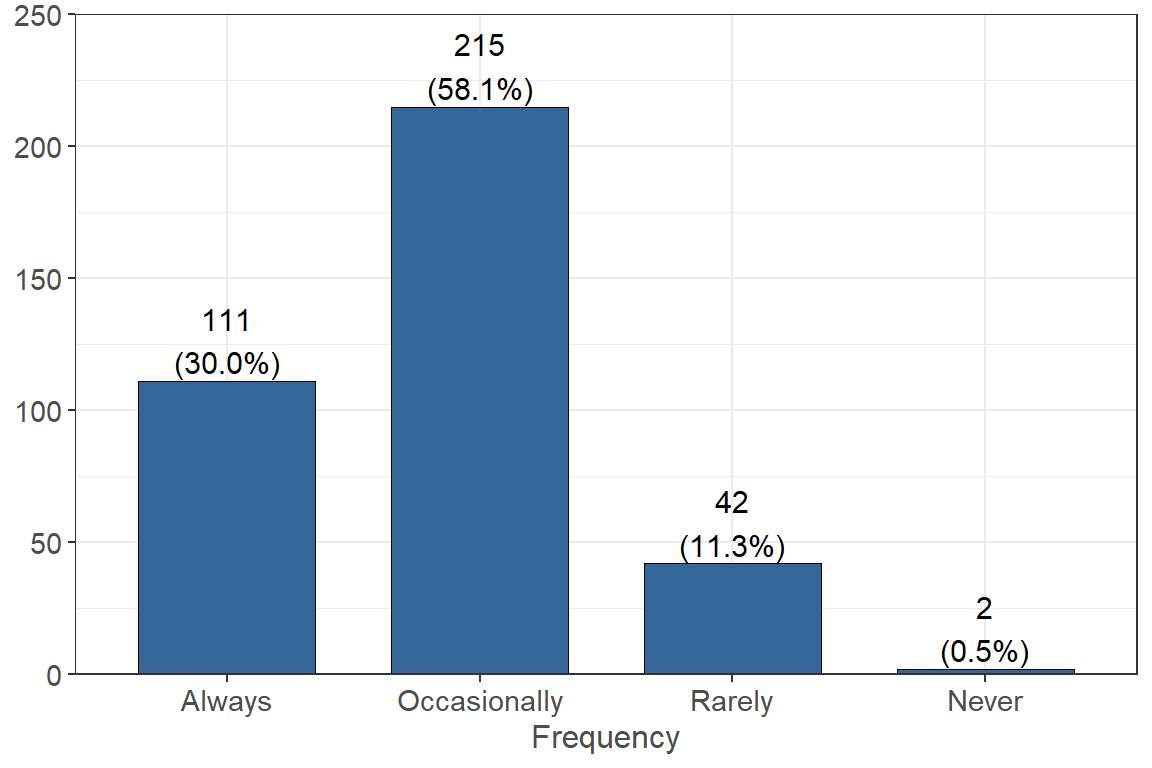 250
200
150
100
50
0
111
(30.0%)
215
(58.1%)
42
(11.3%)
2
(0.5%)
Always
Occasionally
Rarely
Never
Frequency